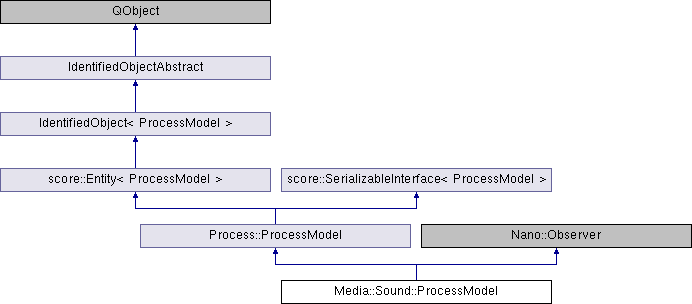 QObject
IdentifiedObjectAbstract
IdentifiedObject< ProcessModel >
score::Entity< ProcessModel >
score::SerializableInterface< ProcessModel >
Process::ProcessModel
Nano::Observer
Media::Sound::ProcessModel